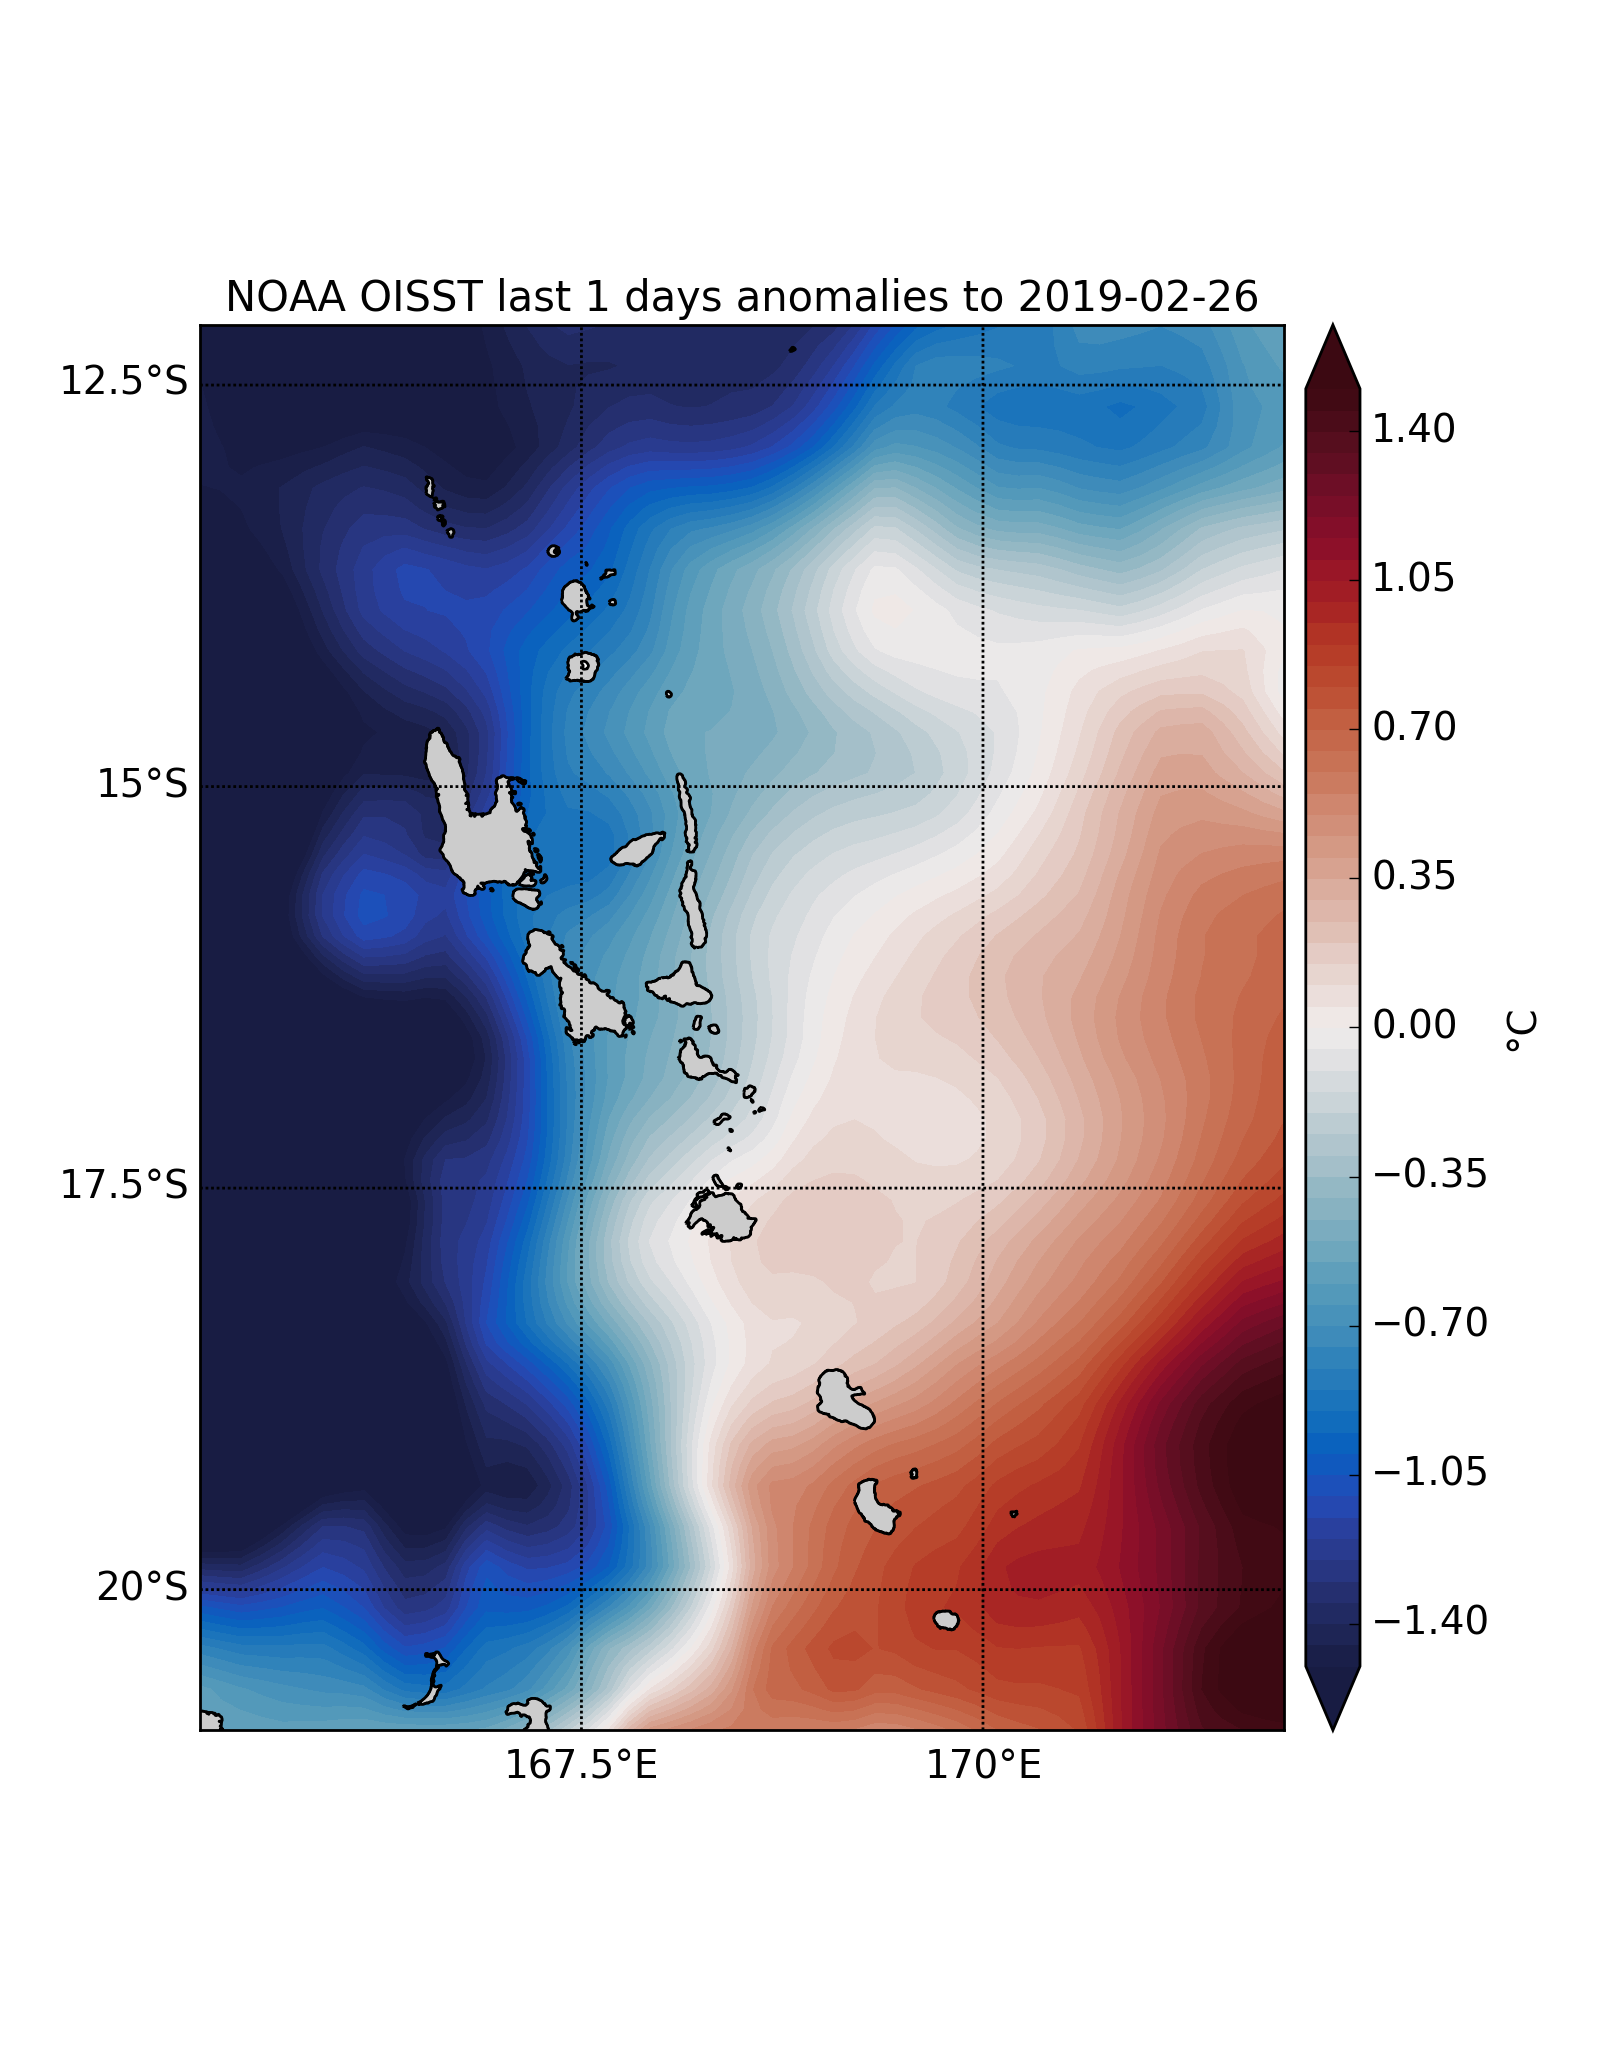 NOAA OISST last 1 days anomalies to 2019-02-26
12.5°S
15°S
17.5°S
20°S
167.5°E
170°E
1.40
1.05
0.70
0.35
0.00
−0.35
−0.70
−1.05
−1.40
°C